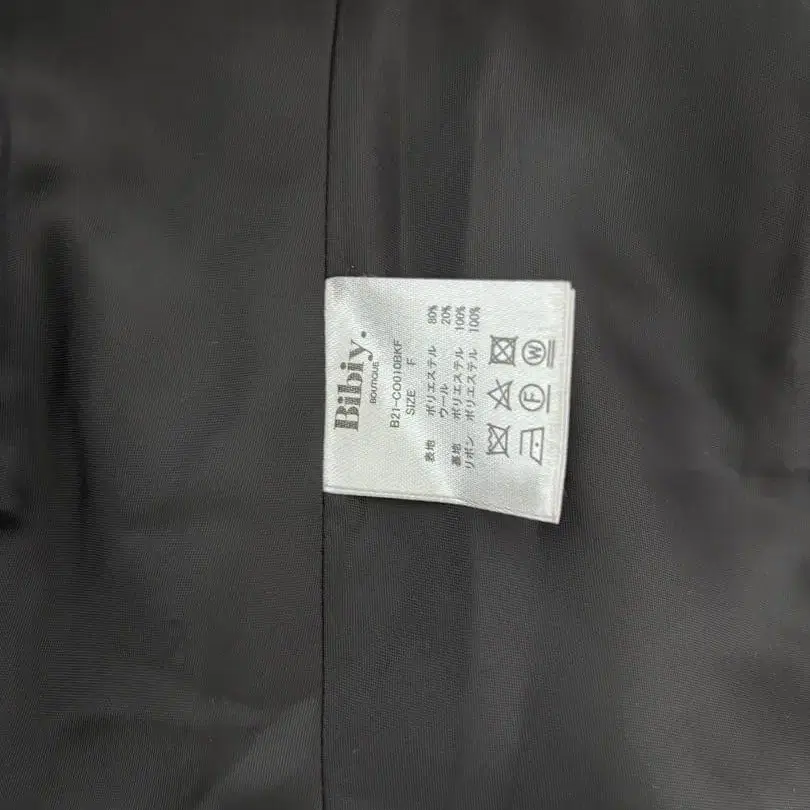 Bibiy.
BOUTIQUE
B21-CO010BKF
SIZE F
表地 ポリエステル 80%
ウール 20%
裏地 ポリエステル 100%
リボン ポリエステル 100%
F W